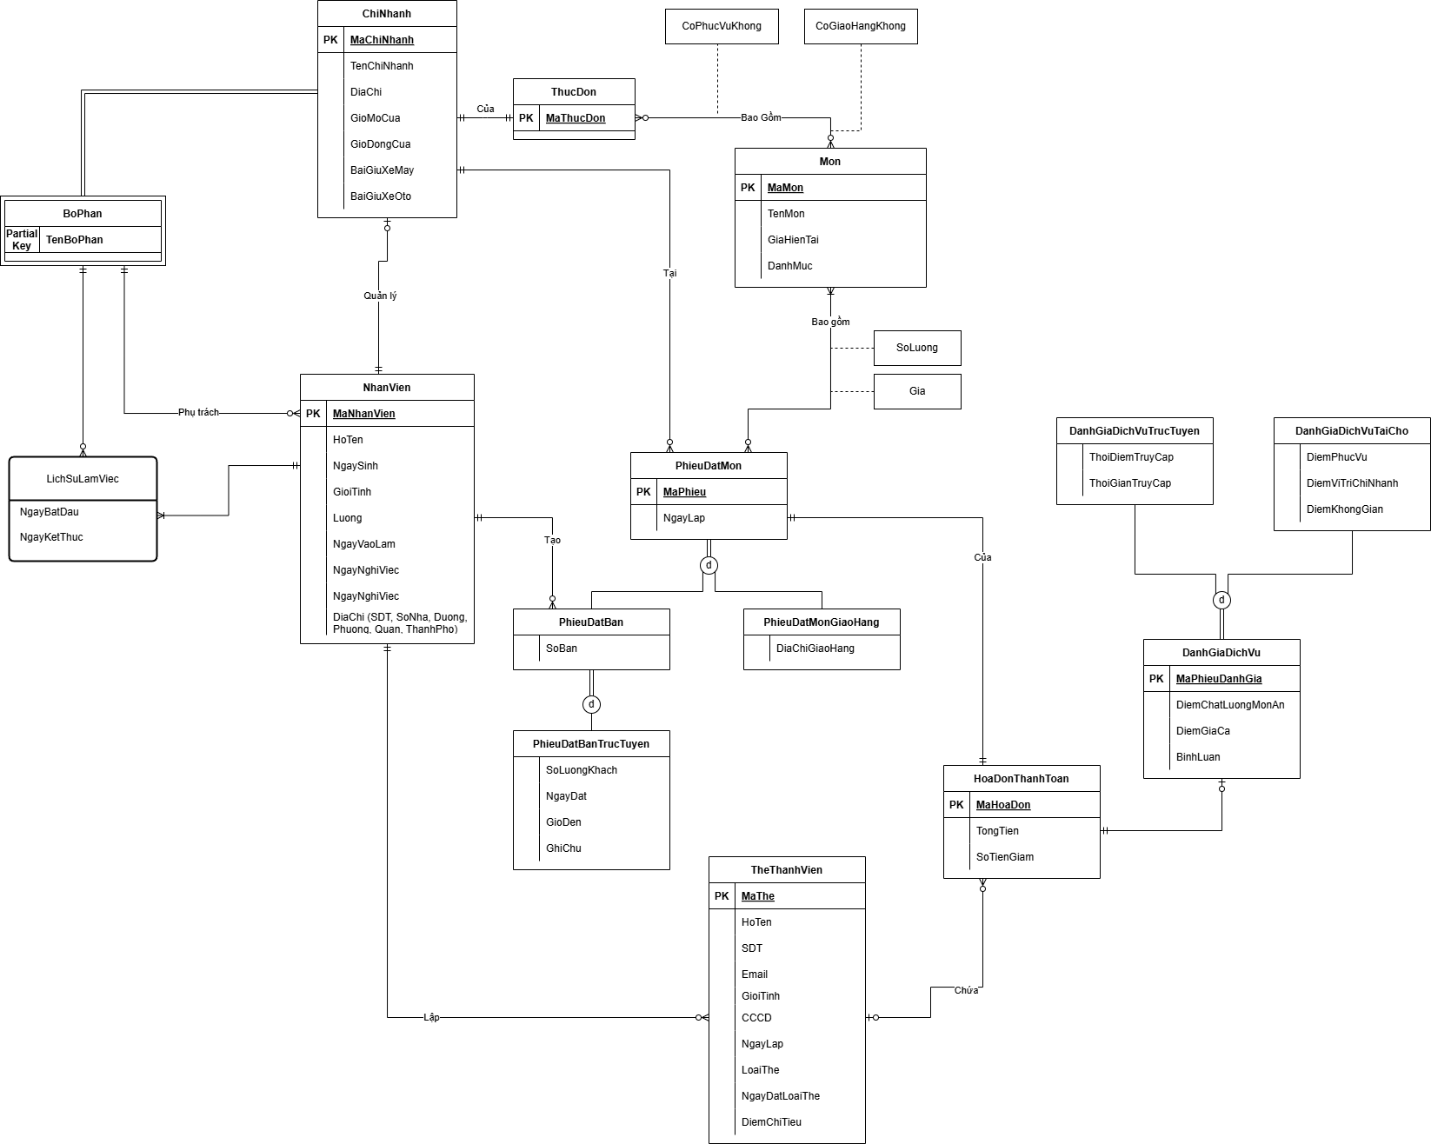 ChiNhanh
PK
MaChiNhanh
TenChiNhanh
DiaChi
GioMoCua
GioDongCua
BaiGiuXeMay
BaiGiuXeOto
Của
ThucDon
PK
MaThucDon
CoPhucVuKhong
CoGiaoHangKhong
Bao Gồm
Mon
PK
MaMon
TenMon
GiaHienTai
DanhMuc
BoPhan
Partial
Key
TenBoPhan
Quản lý
Tại
Bao gồm
SoLuong
Gia
Phụ trách
NhanVien
PK
MaNhanVien
HoTen
NgaySinh
GioiTinh
Luong
NgayVaoLam
NgayNghiViec
NgayNghiViec
DiaChi (SDT, SoNha, Duong,
Phuong, Quan, ThanhPho)
LichSuLamViec
NgayBatDau
NgayKetThuc
PhieuDatMon
PK
MaPhieu
NgayLap
d
Tạo
Của
PhieuDatBan
SoBan
d
PhieuDatMonGiaoHang
DiaChiGiaoHang
PhieuDatBanTrucTuyen
SoLuongKhach
NgayDat
GioDen
GhiChu
DanhGiaDichVuTrucTuyen
ThoiDiemTruyCap
ThoiGianTruyCap
DanhGiaDichVuTaiCho
DiemPhucVu
DiemViTriChiNhanh
DiemKhongGian
d
DanhGiaDichVu
PK
MaPhieuDanhGia
DiemChatLuongMonAn
DiemGiaCa
BinhLuan
HoaDonThanhToan
PK
MaHoaDon
TongTien
SoTienGiam
Chứa
Lập
TheThanhVien
PK
MaThe
HoTen
SDT
Email
GioiTinh
CCCD
NgayLap
LoaiThe
NgayDatLoaiThe
DiemChiTieu